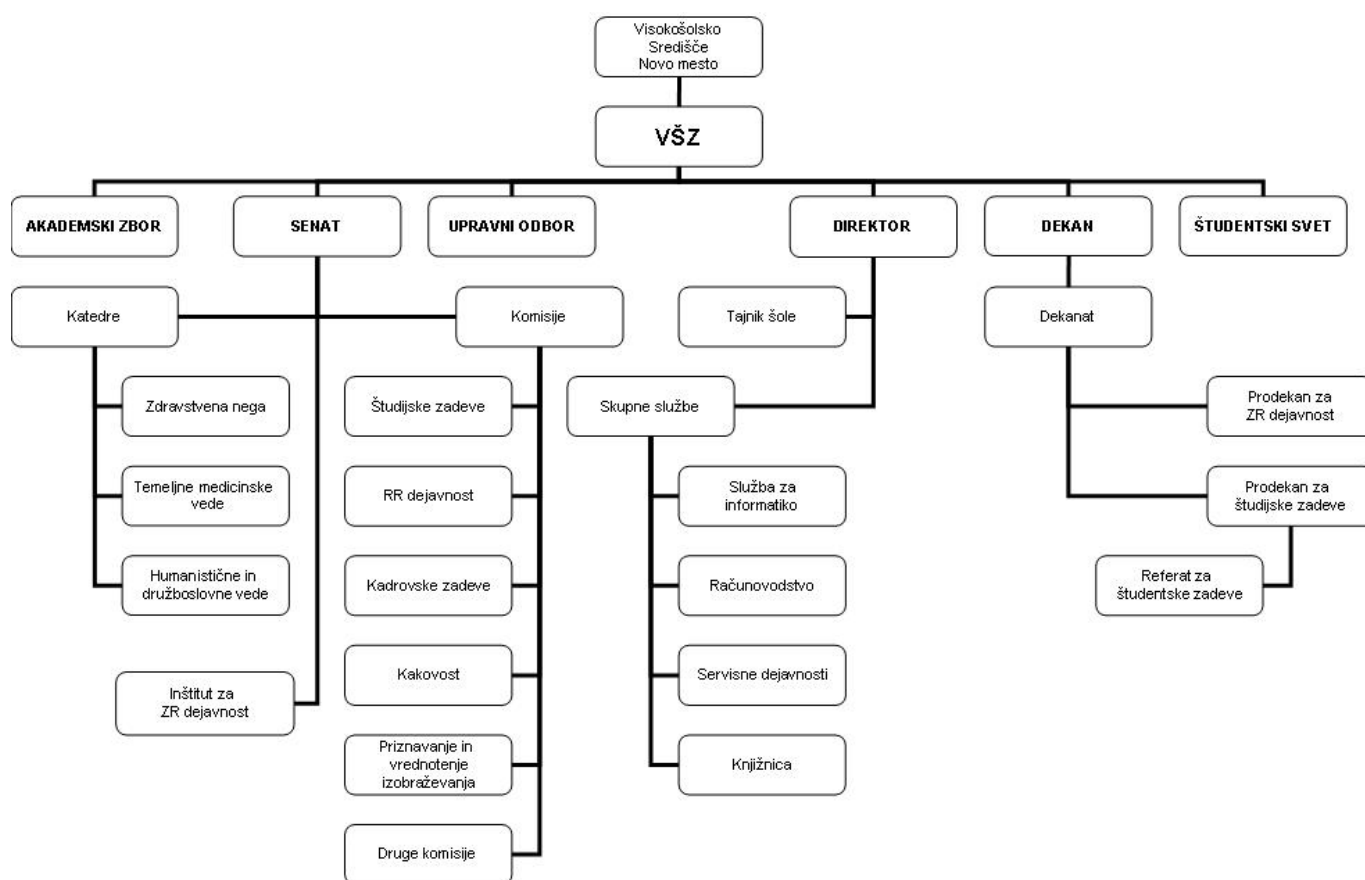 Visokošolsko
Središče
Novo mesto
VŠZ
AKADEMSKI ZBOR
SENAT
UPRAVNI ODBOR
DIREKTOR
DEKAN
ŠTUDENTSKI SVET
Katedre
Komisije
Tajnik šole
Dekanat
Zdravstvena nega
Študijske zadeve
Skupne službe
Prodekan za
ZR dejavnost
Temeljne medicinske
vede
RR dejavnost
Služba za
informatiko
Prodekan za
študijske zadeve
Humanistične in
družboslovne vede
Kadrovske zadeve
Računovodstvo
Referat za
študentske zadeve
Inštitut za
ZR dejavnost
Kakovost
Servisne dejavnosti
Priznavanje in
vrednotenje
izobraževanja
Knjižnica
Druge komisije